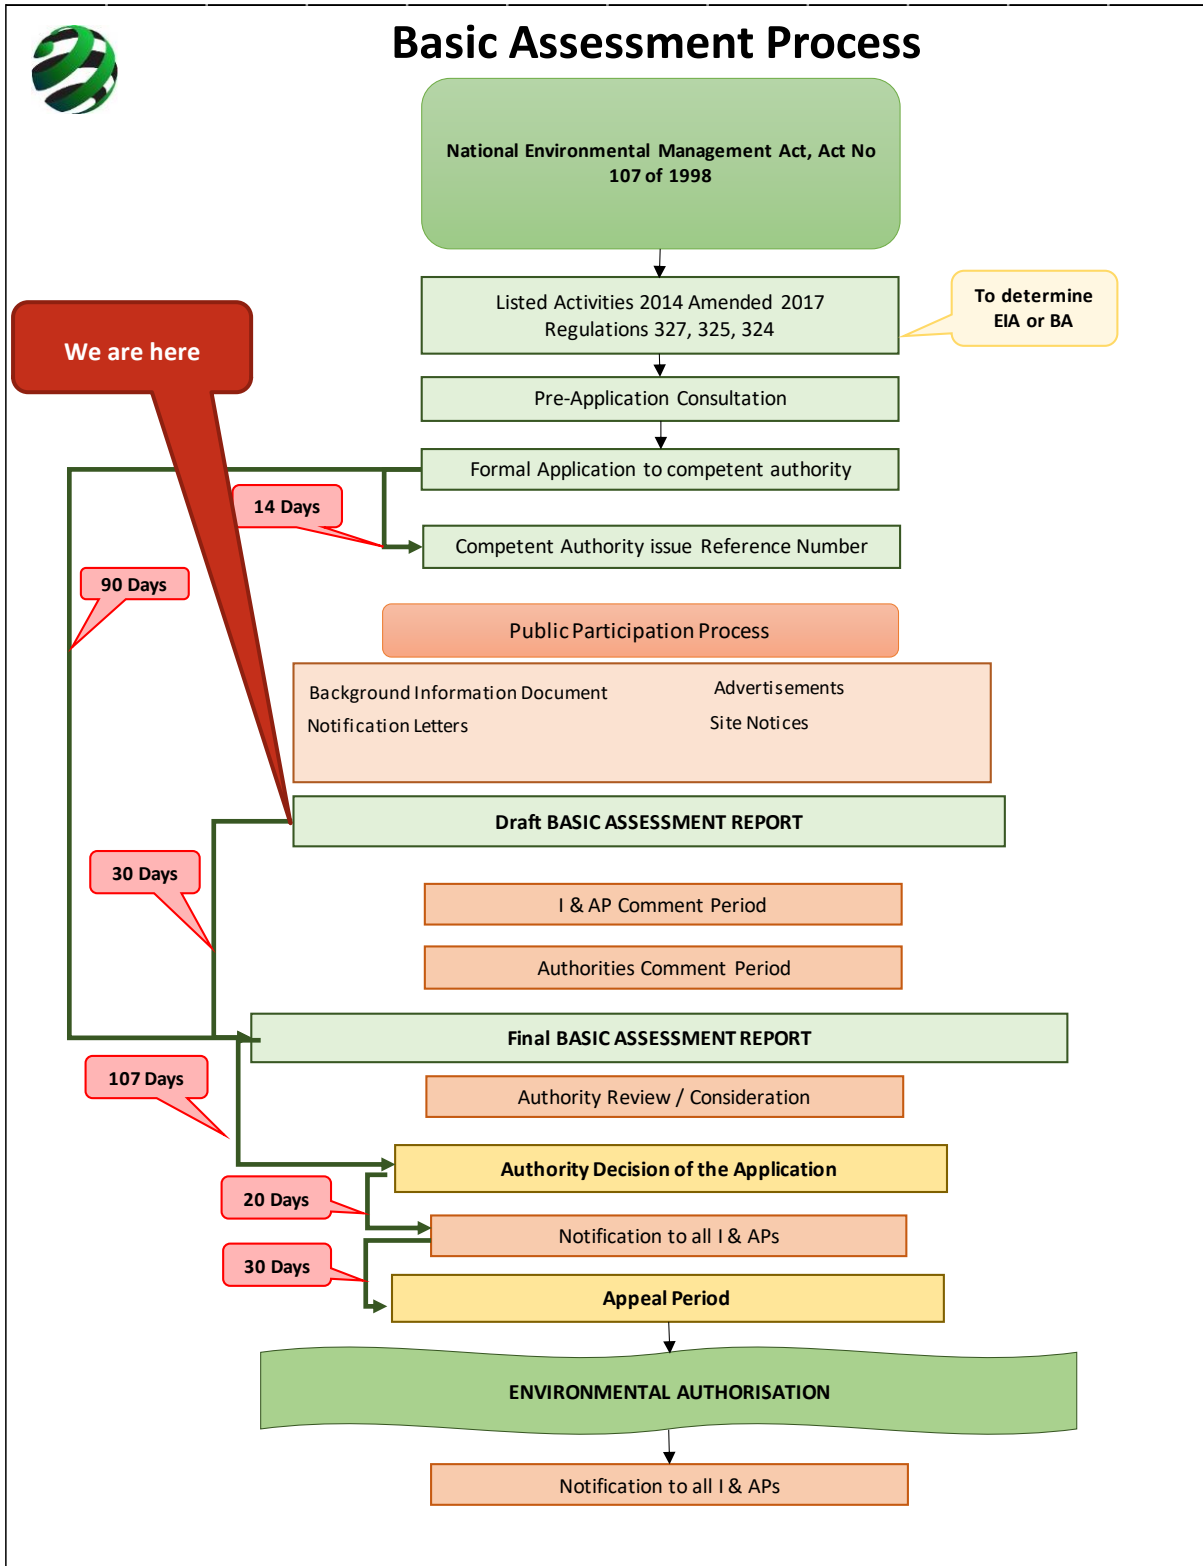 Basic Assessment Process
National Environmental Management Act, Act No
107 of 1998
Listed Activities 2014 Amended 2017
Regulations 327, 325, 324
To determine
EIA or BA
We are here
Pre-Application Consultation
Formal Application to competent authority
14 Days
Competent Authority issue Reference Number
90 Days
Public Participation Process
Background Information Document
Advertisements
Notification Letters
Site Notices
Draft BASIC ASSESSMENT REPORT
30 Days
I & AP Comment Period
Authorities Comment Period
Final BASIC ASSESSMENT REPORT
107 Days
Authority Review / Consideration
Authority Decision of the Application
20 Days
Notification to all I & APs
30 Days
Appeal Period
ENVIRONMENTAL AUTHORISATION
Notification to all I & APs